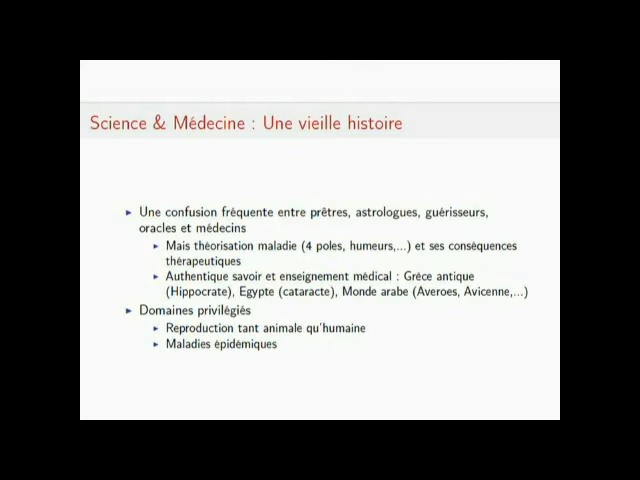 Science & Médecine : Une vieille histoire
Une confusion fréquente entre prêtres, astrologues, guérisseurs,
oracles et médecins
Mais théorisation maladie (4 poles, humeurs,...) et ses conséquences
thérapeutiques
Authentique savoir et enseignement médical : Grèce antique
(Hippocrate), Egypte (cataracte), Monde arabe (Averoes, Avicenne,...)
Domaines privilégiés
Reproduction tant animale qu'humaine
Maladies épidémiques